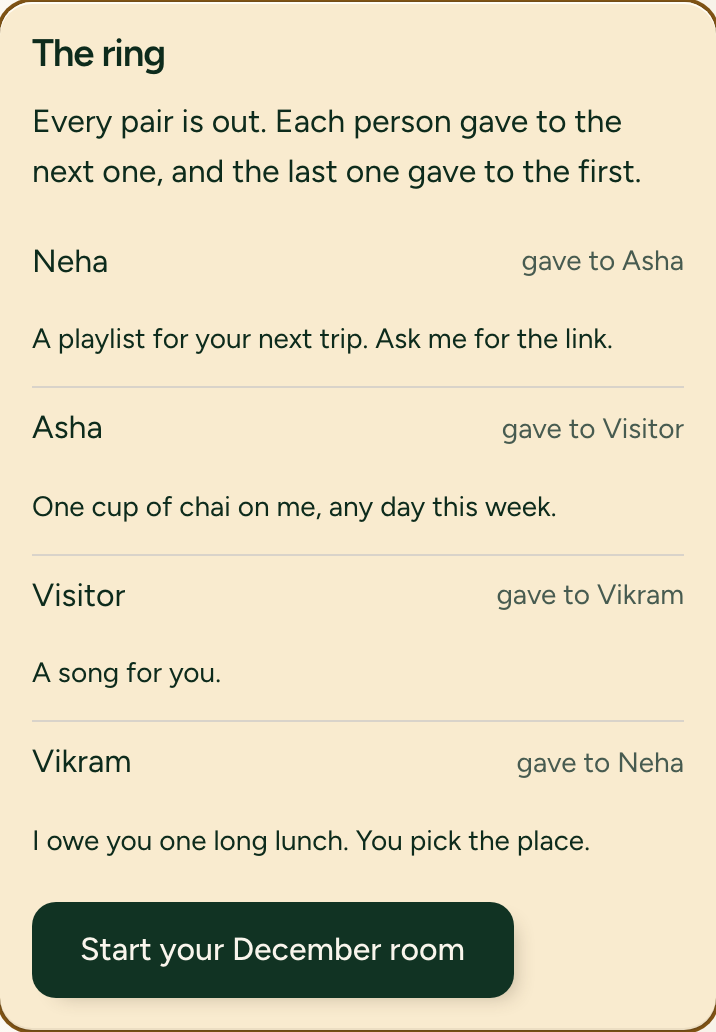 The ring
Every pair is out. Each person gave to the
next one, and the last one gave to the first.
Neha
gave to Asha
A playlist for your next trip. Ask me for the link.
Asha
gave to Visitor
One cup of chai on me, any day this week.
Visitor
gave to Vikram
A song for you.
Vikram
gave to Neha
I owe you one long lunch. You pick the place.
Start your December room